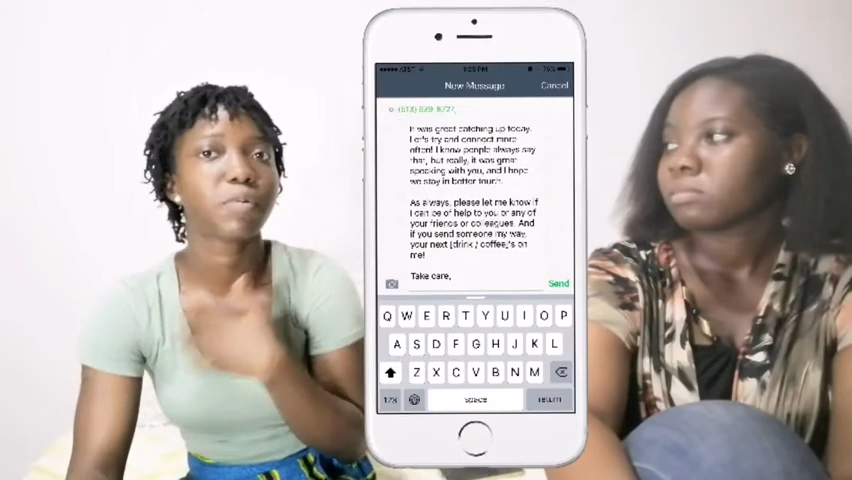 AT&T
New Message
Cancel
It was great catching up today.
Let's try and connect more
often! I know people always say
that, but really, it was great
speaking with you, and I hope
we stay in better touch.
As always, please let me know if
I can be of help to you or any of
your friends or colleagues. And
if you send someone my way,
your next [drink / coffee]'s on
me!
Take care,
Send
Q W E R T Y U I O P
A S D F G H J K L
Z X C V B N M
123
space
return